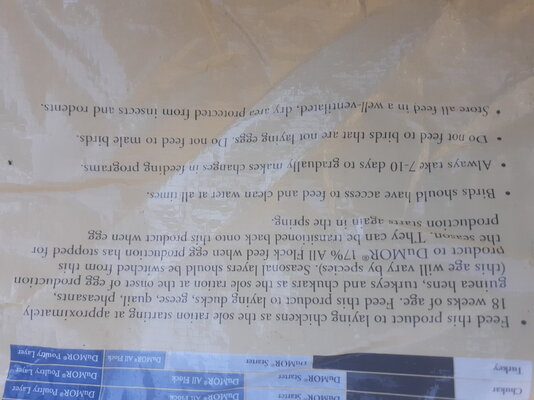 DuMOR® Starter DuMOR® All Flock DuMOR® Poultry Layer
Chukar DuMOR® Starter DuMOR® All Flock DuMOR® Poultry Layer
Turkey DuMOR® Starter DuMOR® All Flock DuMOR® Poultry Layer
• Feed this product to laying chickens as the sole ration starting at approximately
18 weeks of age. Feed this product to laying ducks, geese, quail, pheasants,
guinea hens, turkeys and chukars as the sole ration at the onset of egg production
(this age will vary by species). Seasonal layers should be switched from this
product to DuMOR® 17% All Flock feed when egg production has stopped for
the season. They can be transitioned back onto this product when egg
production starts again in the spring.
• Birds should have access to feed and clean water at all times.
• Always take 7-10 days to gradually makes changes in feeding programs.
• Do not feed to birds that are not laying eggs. Do not feed to male birds.
• Store all feed in a well-ventilated, dry area protected from insects and rodents.